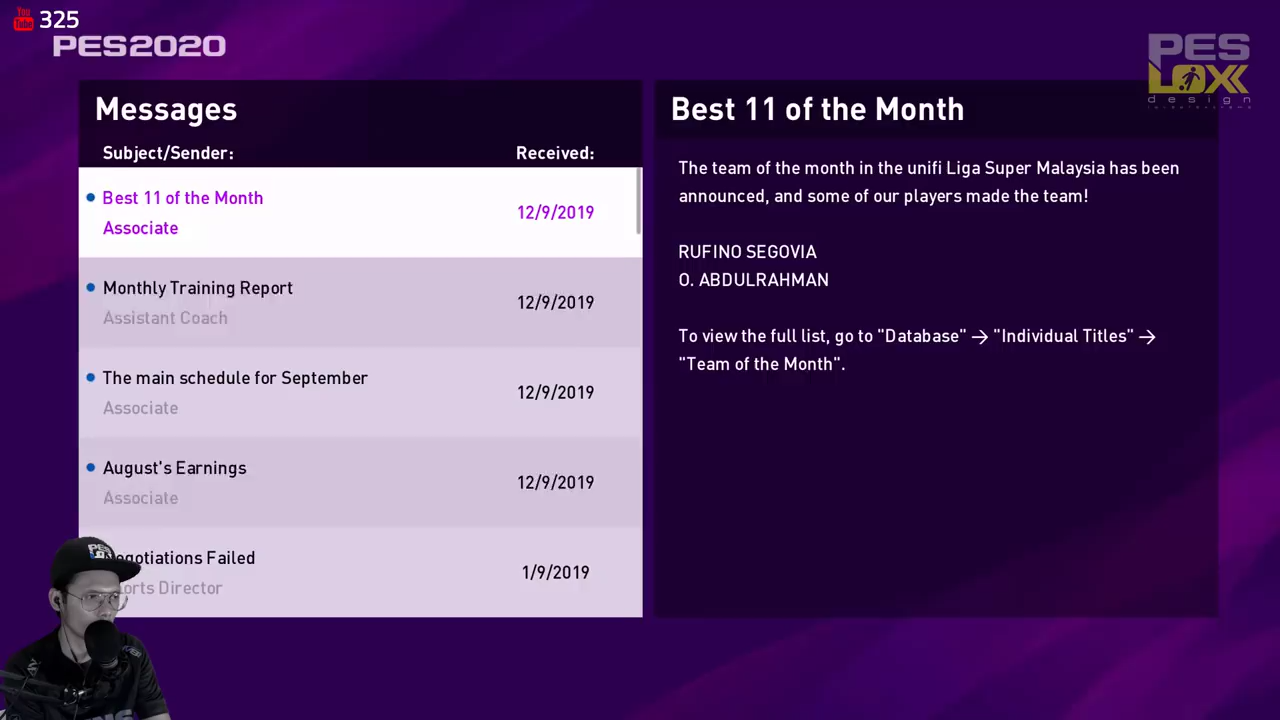 You
Tube
325
PES2020
PES
LOXX
design
Messages
Subject/Sender:
Received:
Best 11 of the Month
Associate
12/9/2019
Monthly Training Report
Assistant Coach
12/9/2019
The main schedule for September
Associate
12/9/2019
August's Earnings
Associate
12/9/2019
egotiations Failed
orts Director
1/9/2019
Best 11 of the Month
The team of the month in the unifi Liga Super Malaysia has been
announced, and some of our players made the team!
RUFINO SEGOVIA
O. ABDULRAHMAN
To view the full list, go to "Database" → "Individual Titles" →
"Team of the Month".
PES